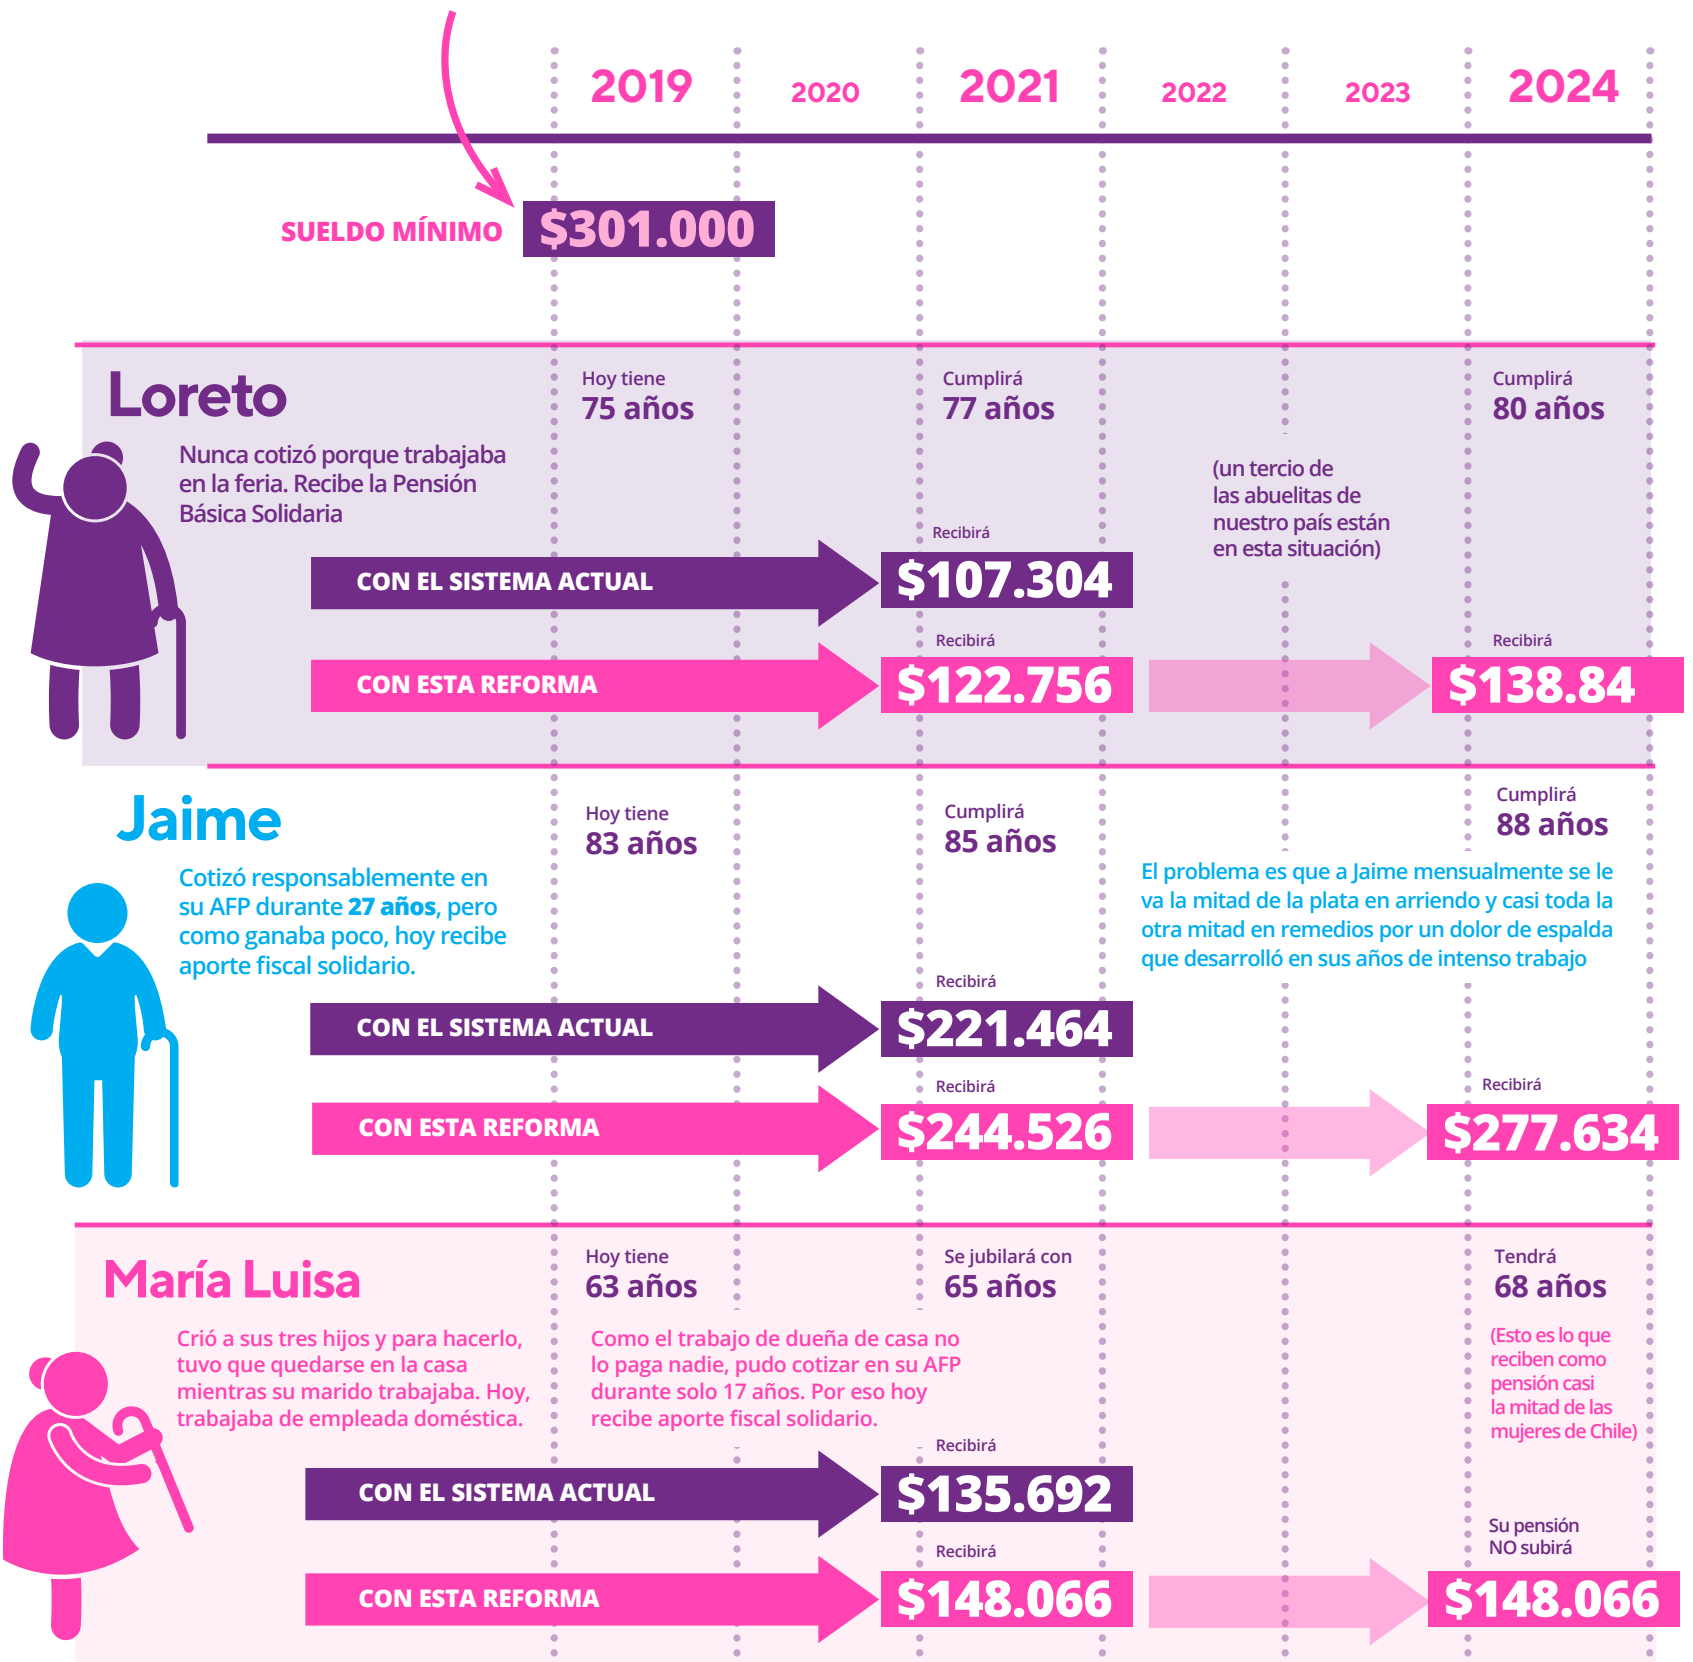 2019 2020 2021 2022 2023 2024
SUELDO MÍNIMO $301.000
Loreto
Nunca cotizó porque trabajaba
en la feria. Recibe la Pensión
Básica Solidaria
Hoy tiene
75 años
Cumplirá
77 años
Cumplirá
80 años
(un tercio de
las abuelitas de
nuestro país están
en esta situación)
CON EL SISTEMA ACTUAL
Recibirá
$107.304
CON ESTA REFORMA
Recibirá
$122.756
Recibirá
$138.84
Jaime
Cotizó responsablemente en
su AFP durante 27 años, pero
como ganaba poco, hoy recibe
aporte fiscal solidario.
Hoy tiene
83 años
Cumplirá
85 años
Cumplirá
88 años
El problema es que a Jaime mensualmente se le
va la mitad de la plata en arriendo y casi toda la
otra mitad en remedios por un dolor de espalda
que desarrolló en sus años de intenso trabajo
CON EL SISTEMA ACTUAL
Recibirá
$221.464
CON ESTA REFORMA
Recibirá
$244.526
Recibirá
$277.634
María Luisa
Crió a sus tres hijos y para hacerlo,
tuvo que quedarse en la casa
mientras su marido trabajaba. Hoy,
trabajaba de empleada doméstica.
Hoy tiene
63 años
Como el trabajo de dueña de casa no
lo paga nadie, pudo cotizar en su AFP
durante solo 17 años. Por eso hoy
recibe aporte fiscal solidario.
Se jubilará con
65 años
Tendrá
68 años
(Esto es lo que
reciben como
pensión casi
la mitad de las
mujeres de Chile)
CON EL SISTEMA ACTUAL
Recibirá
$135.692
CON ESTA REFORMA
Recibirá
$148.066
Su pensión
NO subirá
$148.066